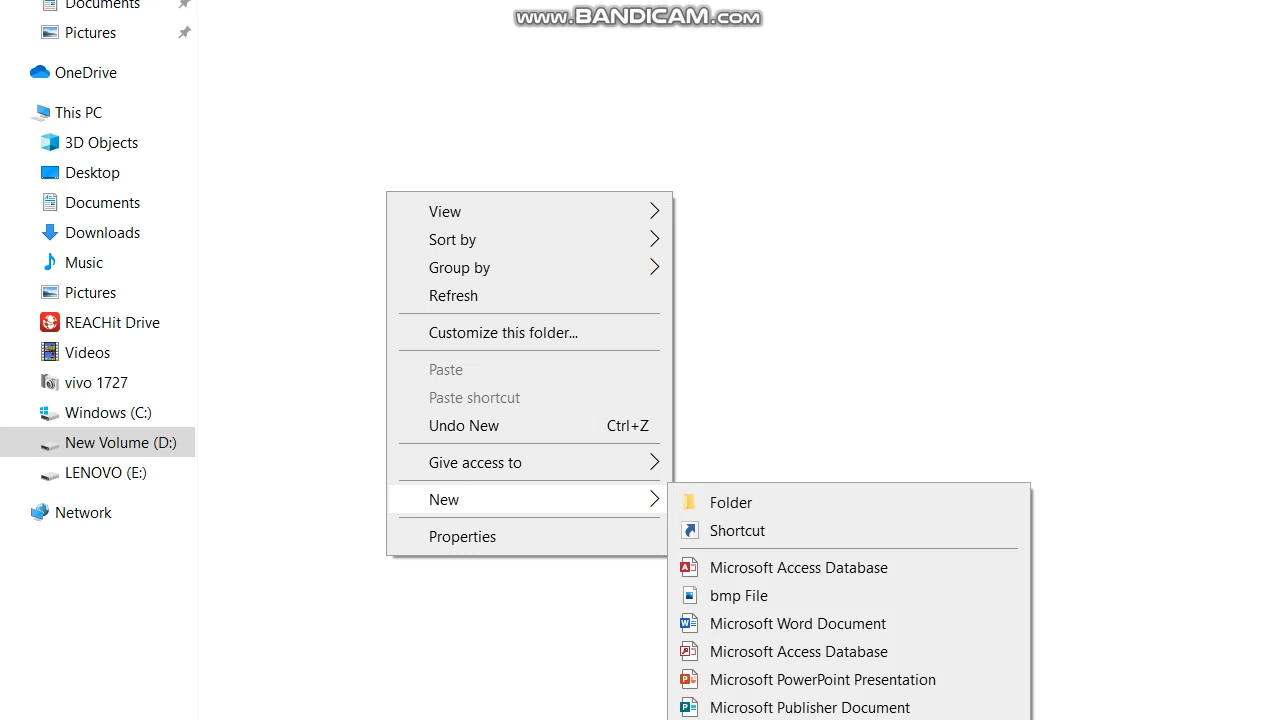 www.BANDICAM.com
Documents
Pictures
OneDrive
This PC
3D Objects
Desktop
Documents
Downloads
Music
Pictures
REACHit Drive
Videos
vivo 1727
Windows (C:)
New Volume (D:)
LENOVO (E:)
Network
View
Sort by
Group by
Refresh
Customize this folder...
Paste
Paste shortcut
Undo New Ctrl+Z
Give access to
New
Properties
Folder
Shortcut
Microsoft Access Database
bmp File
Microsoft Word Document
Microsoft Access Database
Microsoft PowerPoint Presentation
Microsoft Publisher Document